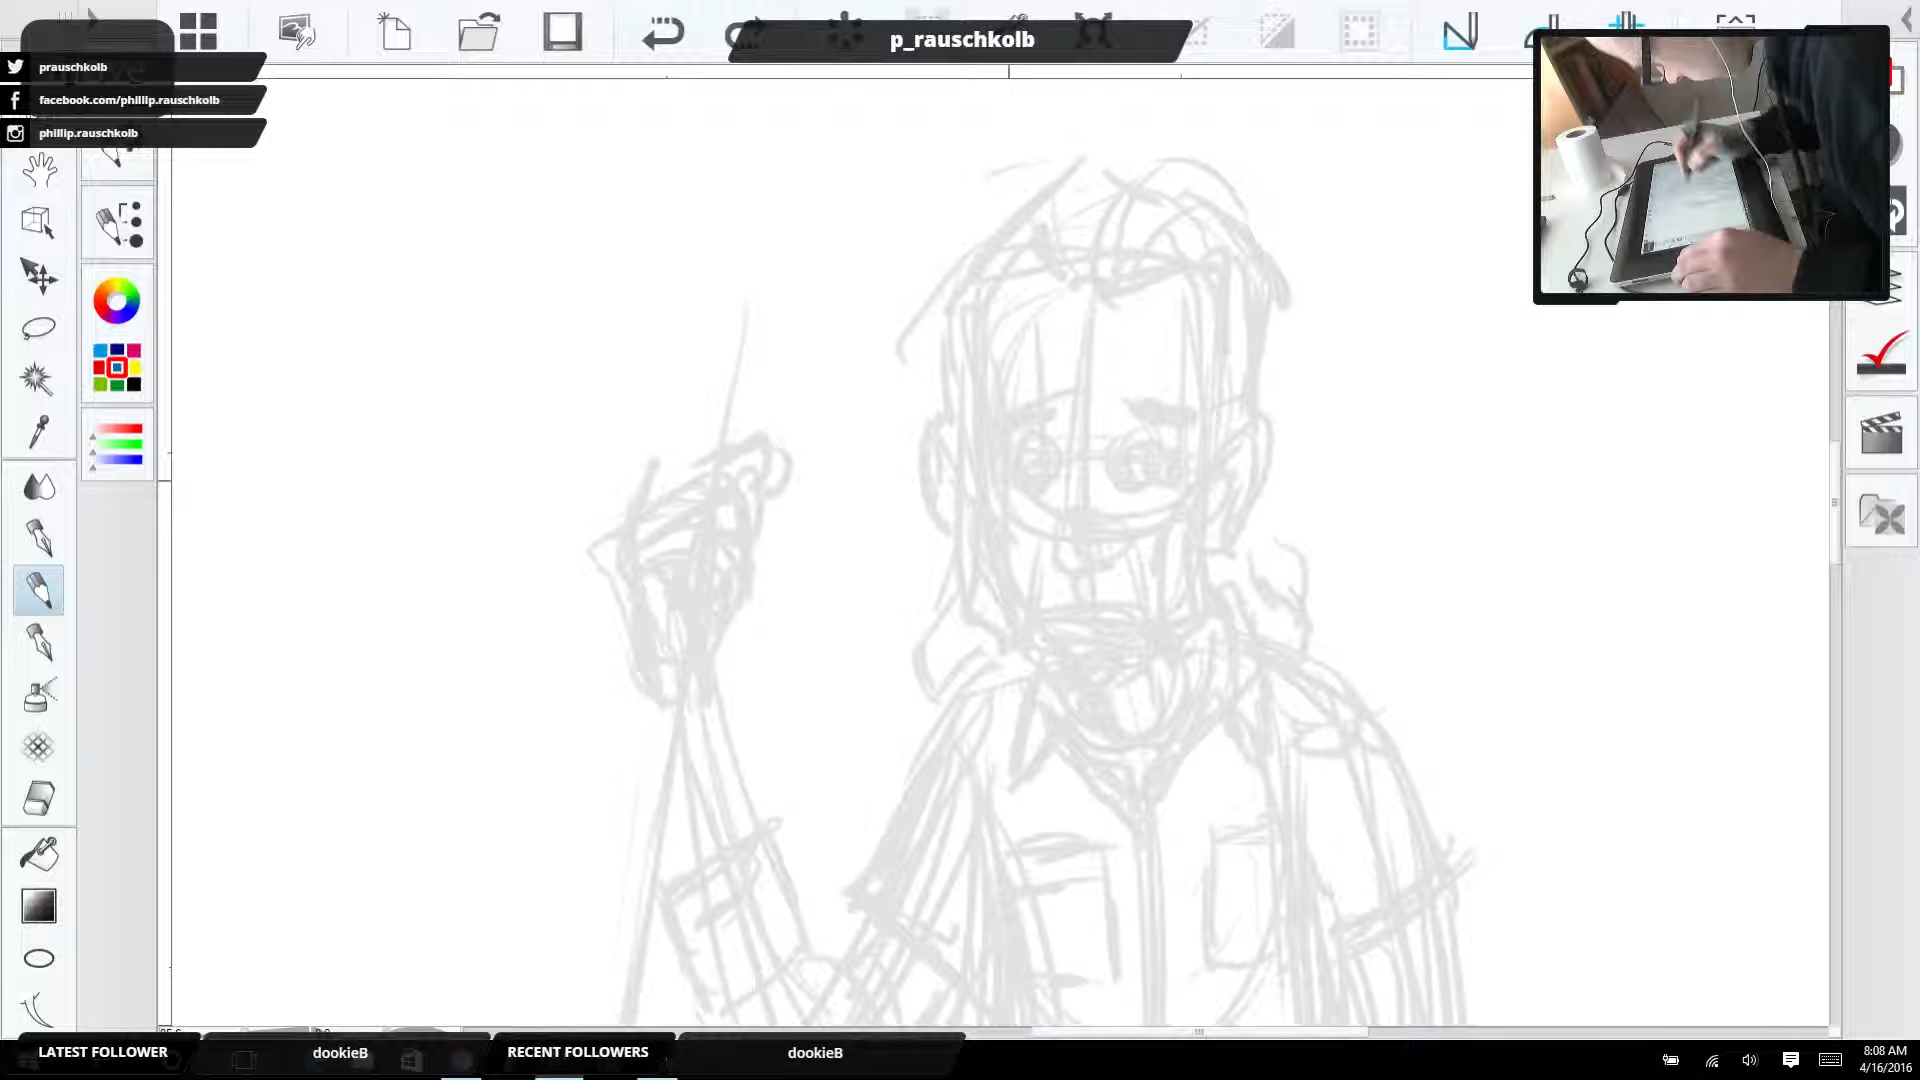 p_rauschkolb
prauschkolb
facebook.com/phillip.rauschkolb
phillip.rauschkolb
LATEST FOLLOWER
dookieB
RECENT FOLLOWERS
dookieB
8:08 AM
4/16/2016